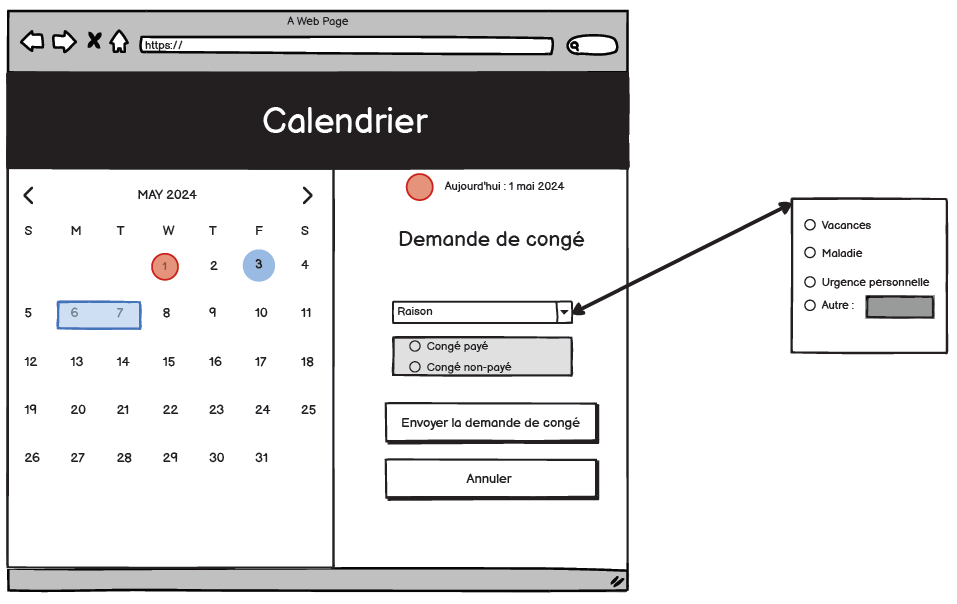 A Web Page
https://
Calendrier
MAY 2024
S M T W T F S
1 2 3 4
5 6 7 8 9 10 11
12 13 14 15 16 17 18
19 20 21 22 23 24 25
26 27 28 29 30 31
Aujourd'hui : 1 mai 2024
Demande de congé
Raison
Congé payé
Congé non-payé
Envoyer la demande de congé
Annuler
Vacances
Maladie
Urgence personnelle
Autre :